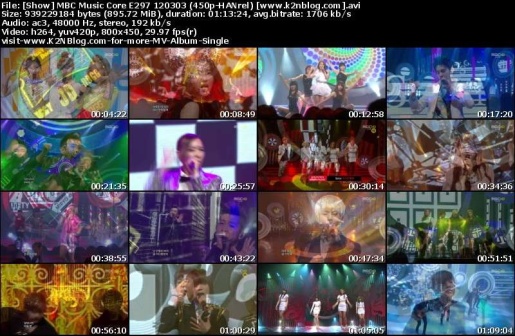 File: [Show] MBC Music Core E297 120303 (450p-HANrel) [www.k2nblog.com].avi
Size: 939229184 bytes (895.72 MiB), duration: 01:13:24, avg.bitrate: 1706 kb/s
Audio: ac3, 48000 Hz, stereo, 192 kb/s
Video: h264, yuv420p, 800x450, 29.97 fps(r)
visit-www.K2NBlog.com-for-more-MV-Album-Single
00:04:22 00:08:49 00:12:58 00:17:20
00:21:35 00:25:57 00:30:14 00:34:36
00:38:55 00:43:22 00:47:34 00:51:51
00:56:10 01:00:29 01:05:05 01:09:04